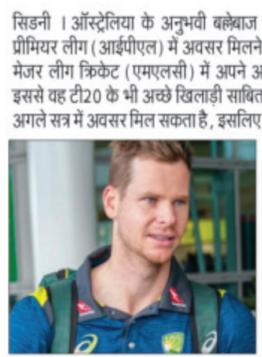 सिडनी । ऑस्ट्रेलिया के अनुभवी बल्लेबाज
प्रीमियर लीग (आईपीएल) में अवसर मिलने
मेजर लीग क्रिकेट (एमएलसी) में अपने
इससे वह टी20 के भी अच्छे खिलाड़ी साबित
अगले सत्र में अवसर मिल सकता है , इसलिए